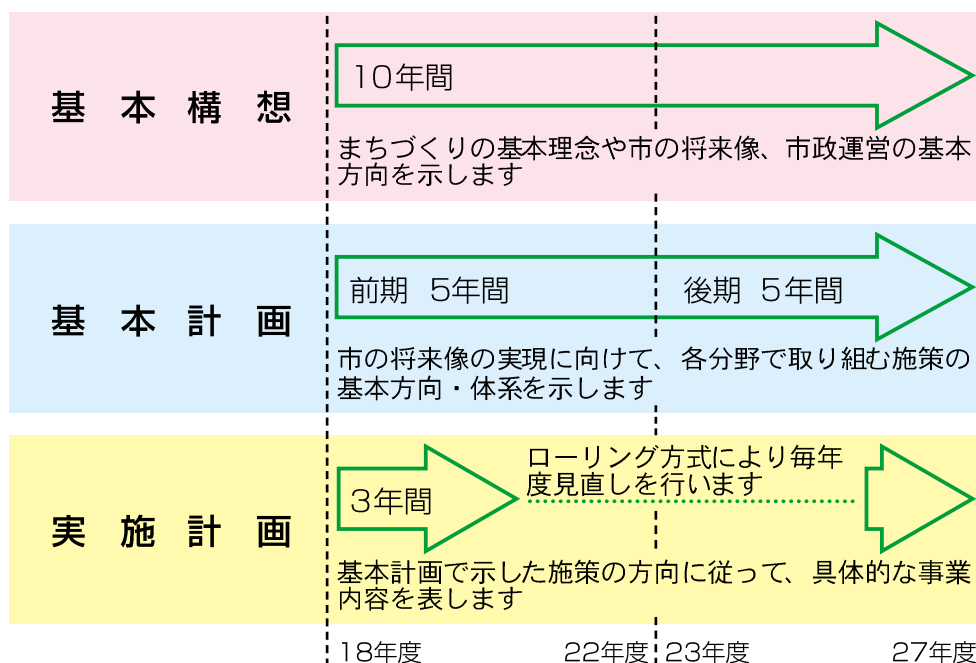 基本構想
10年間
まちづくりの基本理念や市の将来像、市政運営の基本
方向を示します
基本計画
前期 5年間
後期 5年間
市の将来像の実現に向けて、各分野で取り組む施策の
基本方向・体系を示します
実施計画
3年間
ローリング方式により毎年
度見直しを行います
基本計画で示した施策の方向に従って、具体的な事業
内容を表します
18年度
22年度
23年度
27年度